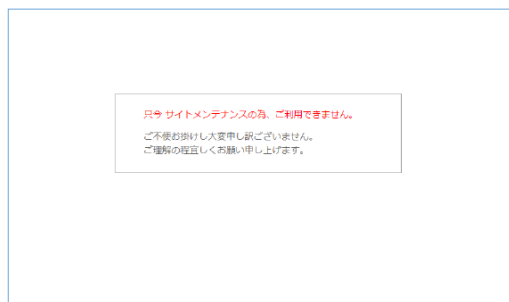 只今 サイトメンテナンスの為、ご利用できません。
ご不便お掛けし大変申し訳ございません。
ご理解の程宜しくお願い申し上げます。